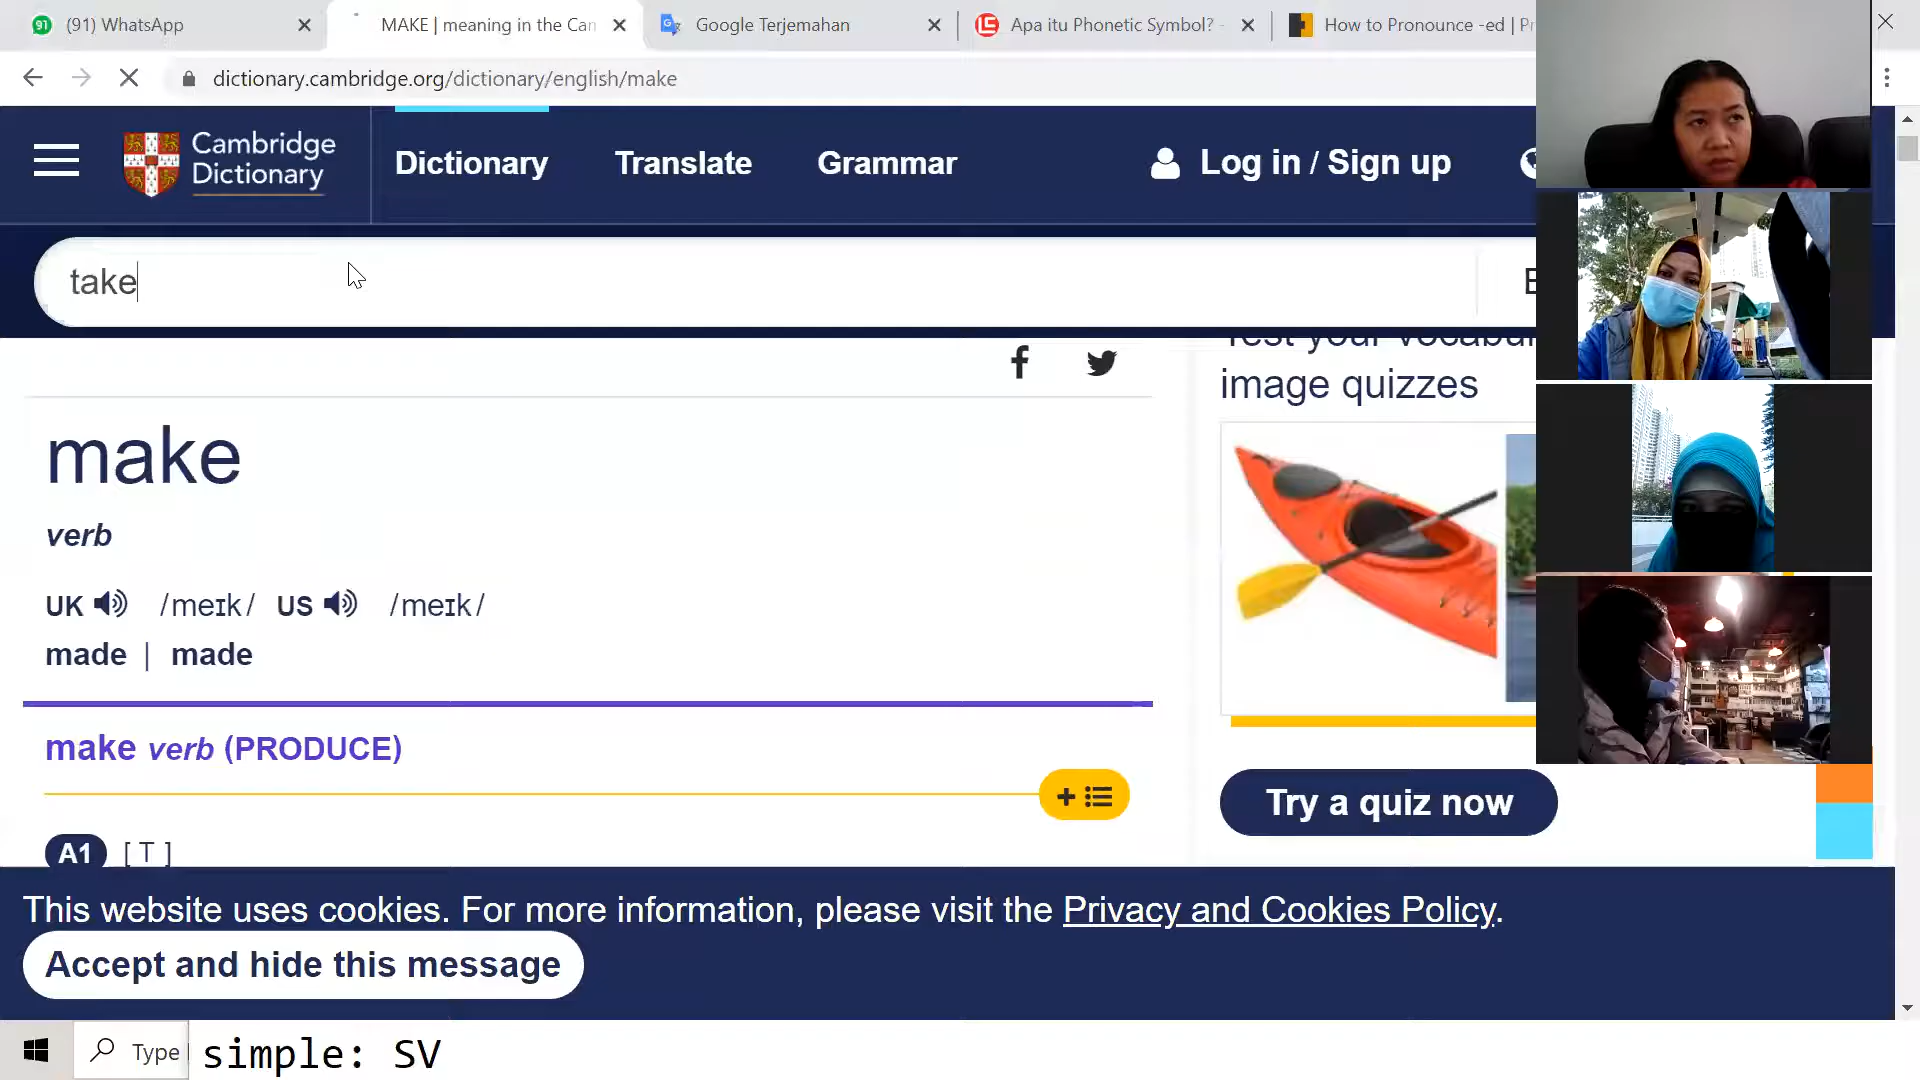 (91) WhatsApp
MAKE | meaning in the Can
Google Terjemahan
Apa itu Phonetic Symbol? -
How to Pronounce -ed | Pr
dictionary.cambridge.org/dictionary/english/make
Cambridge
Dictionary
Dictionary
Translate
Grammar
Log in / Sign up
take
image quizzes
make
verb
UK /meɪk/ US /meɪk/
made | made
make verb (PRODUCE)
A1 [ T ]
Try a quiz now
This website uses cookies. For more information, please visit the Privacy and Cookies Policy.
Accept and hide this message
Type
simple: SV